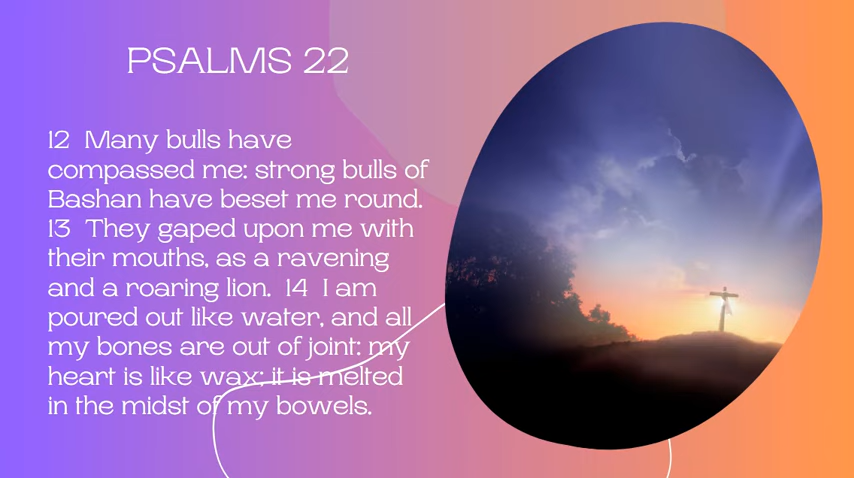 PSALMS 22
12 Many bulls have
compassed me: strong bulls of
Bashan have beset me round.
13 They gaped upon me with
their mouths, as a ravening
and a roaring lion. 14 I am
poured out like water, and all
my bones are out of joint: my
heart is like wax; it is melted
in the midst of my bowels.